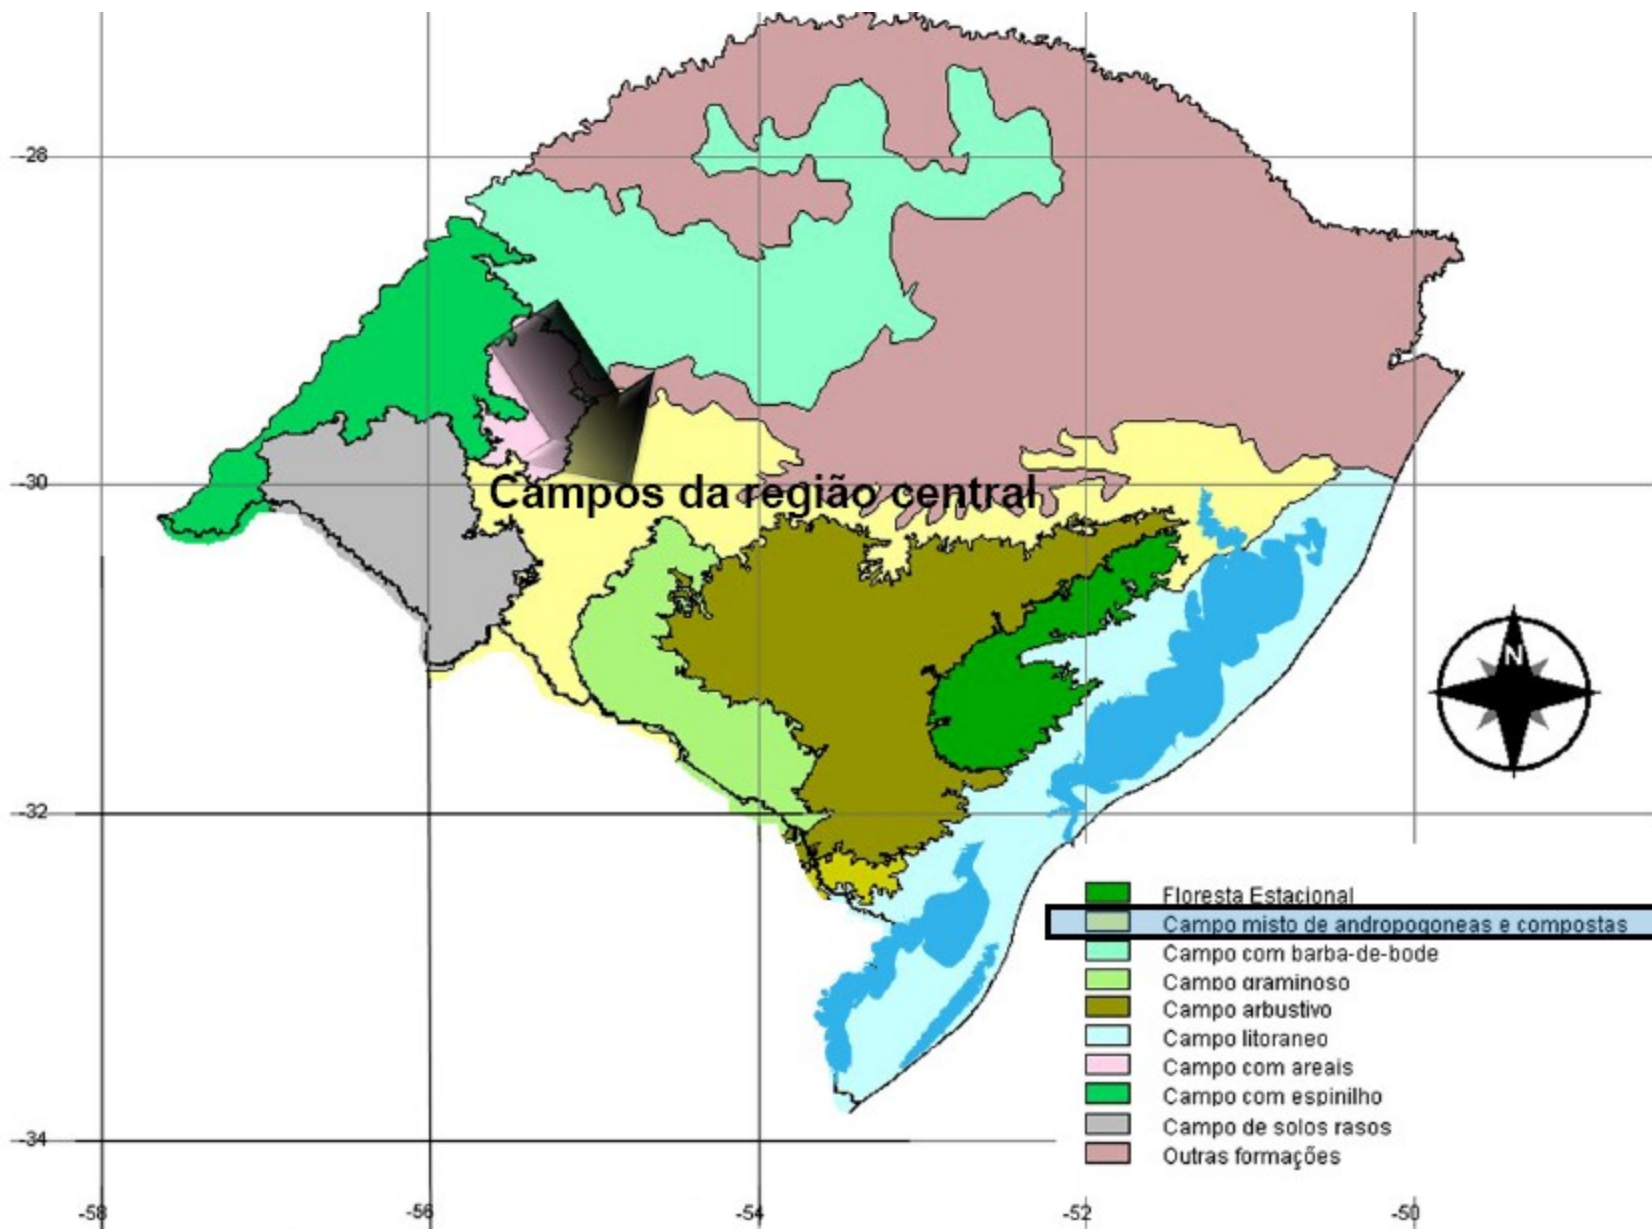 -28
Campos da região central
-30
N
-32
Floresta Estacional
Campo misto de andropogoneas e compostas
Campo com barba-de-bode
Campo graminoso
Campo arbustivo
Campo litoraneo
Campo com areais
Campo com espinilho
Campo de solos rasos
Outras formações
-34
-58 -56 -54 -52 -50